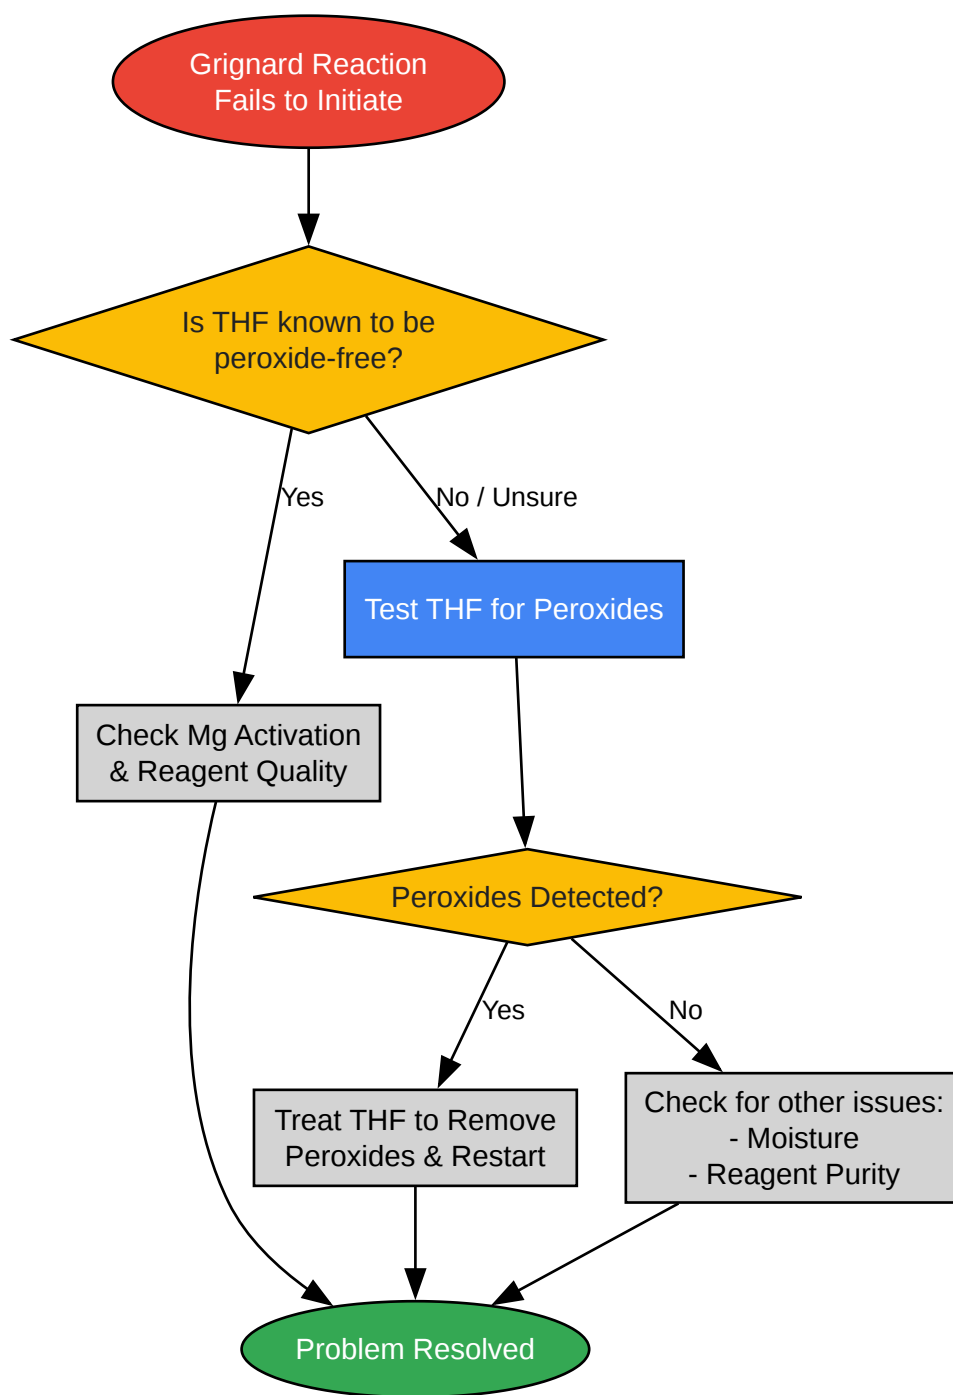 Grignard Reaction
Fails to Initiate
Is THF known to be
peroxide-free?
Yes
No / Unsure
Test THF for Peroxides
Check Mg Activation
& Reagent Quality
Peroxides Detected?
Yes
No
Treat THF to Remove
Peroxides & Restart
Check for other issues:
- Moisture
- Reagent Purity
Problem Resolved